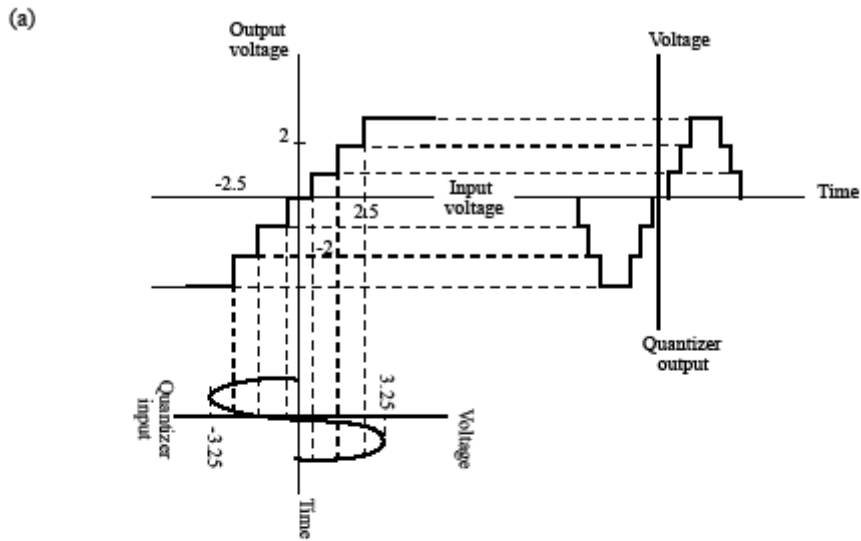 (a)
Output
voltage
Voltage
2
-2.5
Input
voltage
Time
2.5
-2
Quantizer
output
Quantizer
input
-3.25
3.25
Voltage
Time